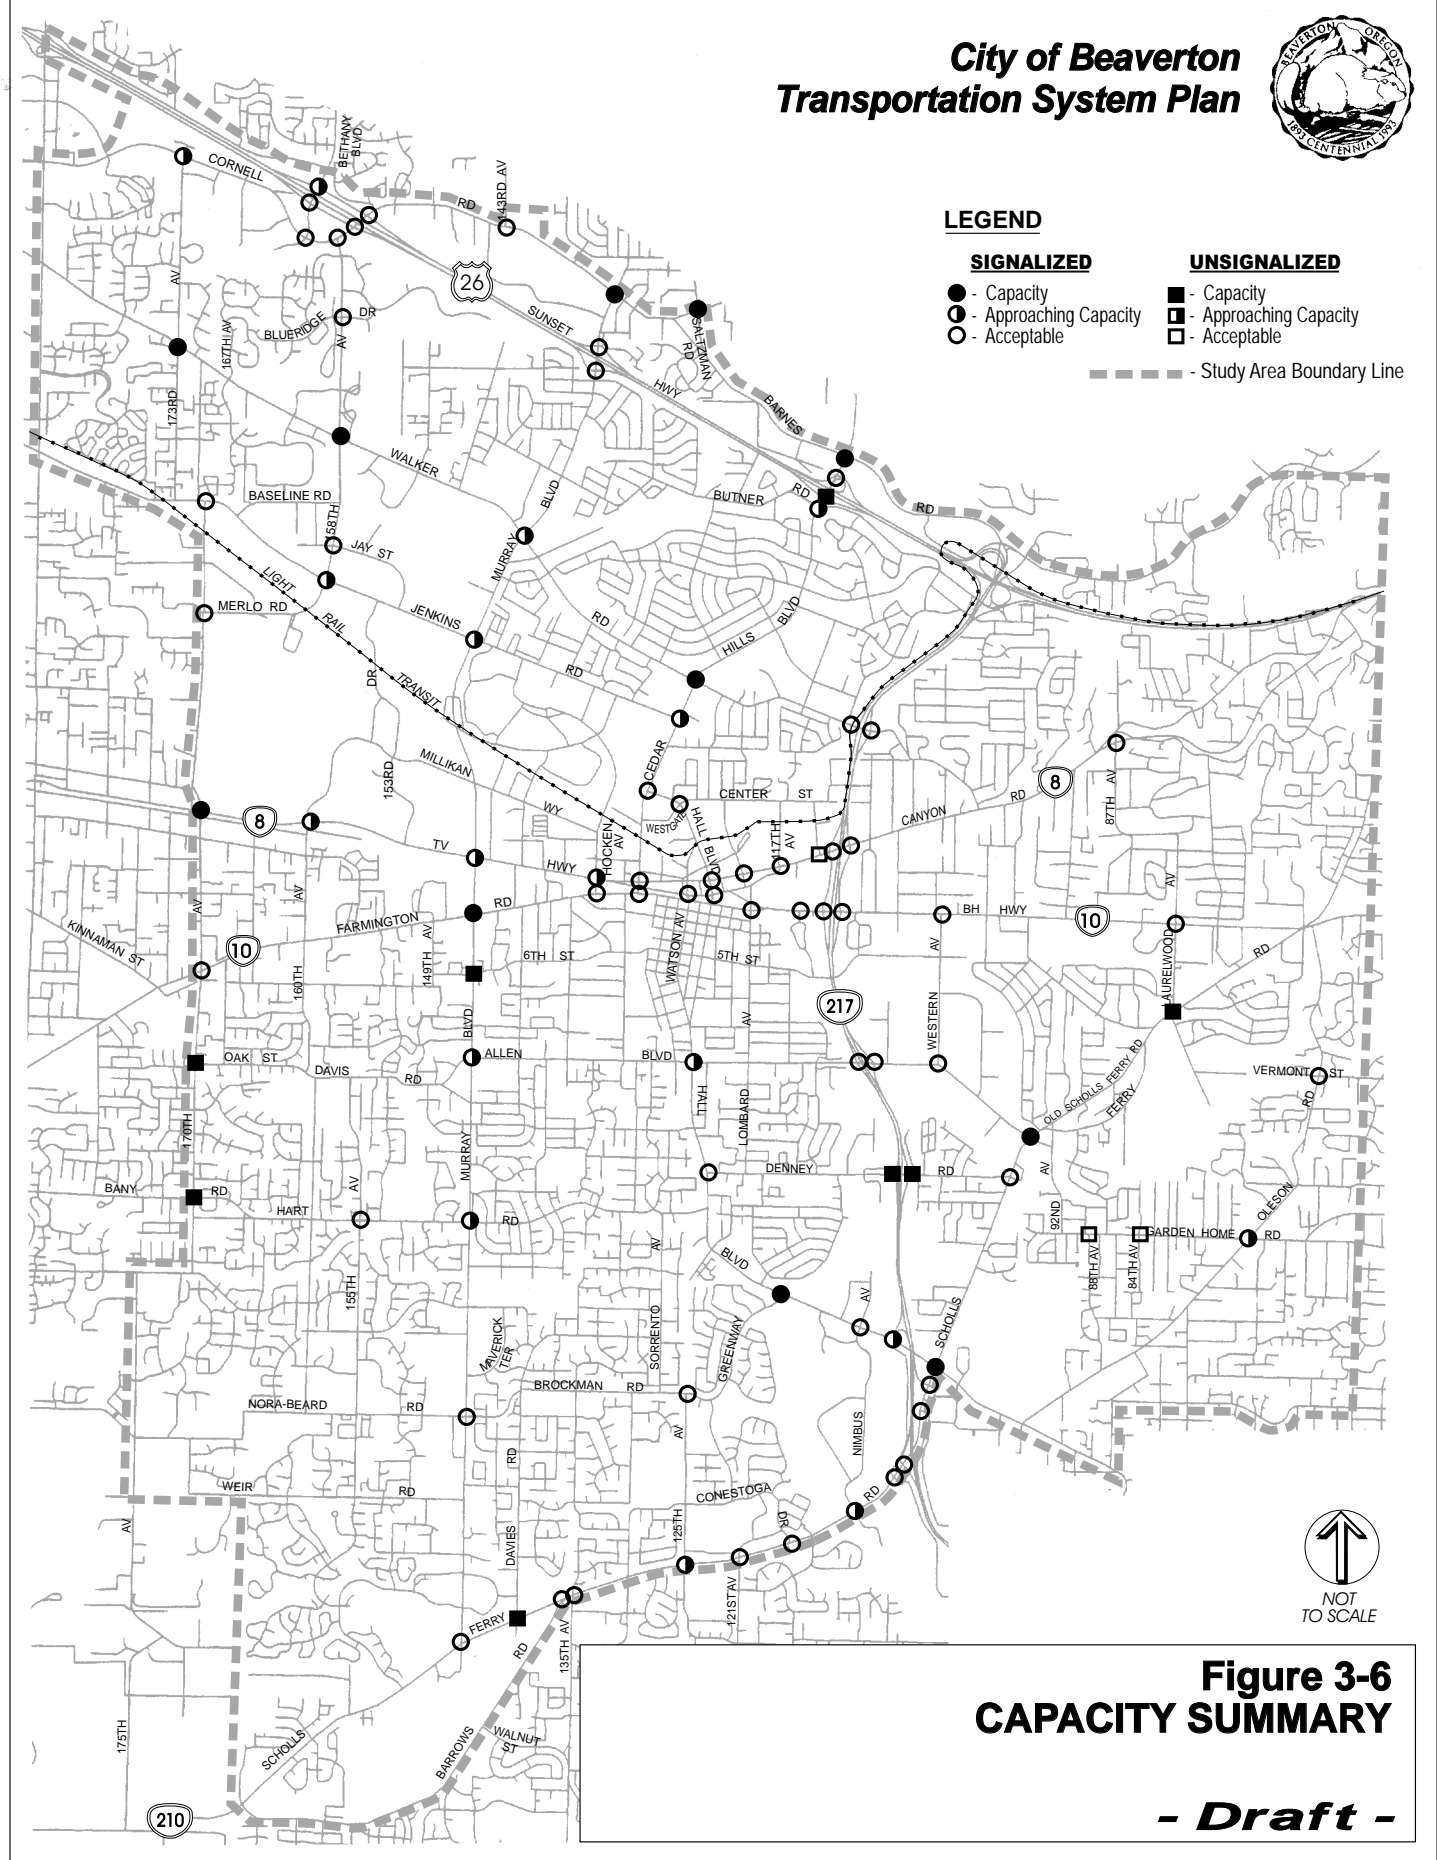 City of Beaverton
Transportation System Plan
BEAVERTON OREGON
1893 CENTENNIAL 1993
LEGEND
SIGNALIZED
UNSIGNALIZED
- Capacity
- Capacity
- Approaching Capacity
- Approaching Capacity
- Acceptable
- Acceptable
- Study Area Boundary Line
BETHANY
BLVD
CORNELL
RD
143RD AV
26
AV
SUNSET
BLUERIDGE
DR
167TH AV
AV
SALTZMAN
RD
HWY
173RD
BARNES
WALKER
BLVD
BUTNER
RD
RD
BASELINE RD
158TH
JAY ST
MURRAY
LIGHT
RAIL
TRANSIT
MERLO RD
JENKINS
RD
BLVD
HILLS
RD
DR
CEDAR
MILLIKAN
153RD
WY
CENTER ST
WESTGATE
HALL BLVD
117TH
AV
CANYON
RD
8
87TH AV
8
TV
HWY
HOCKEN
AV
AV
AV
AV
FARMINGTON
RD
BH HWY
10
KINNAMAN ST
10
149TH AV
160TH
6TH ST
WATSON AV
5TH ST
AV
LAURELWOOD
RD
217
BLVD
AV
WESTERN
OAK ST
DAVIS
RD
ALLEN
BLVD
OLD SCHOLLS FERRY RD
FERRY
VERMONT ST
RD
170TH
HALL
LOMBARD
MURRAY
DENNEY
RD
AV
BANY
RD
AV
HART
RD
92ND
OLESON
GARDEN HOME
RD
88TH AV
84TH AV
AV
BLVD
155TH
AV
MAVERICK
TER
SORRENTO
GREENWAY
SCHOLLS
BROCKMAN RD
NORA-BEARD
RD
AV
NIMBUS
RD
WEIR
RD
CONESTOGA
DR
RD
AV
DAVIES
125TH
121ST AV
FERRY
RD
135TH AV
NOT
TO SCALE
175TH
SCHOLLS
BARROWS
WALNUT
ST
210
Figure 3-6
CAPACITY SUMMARY
- Draft -